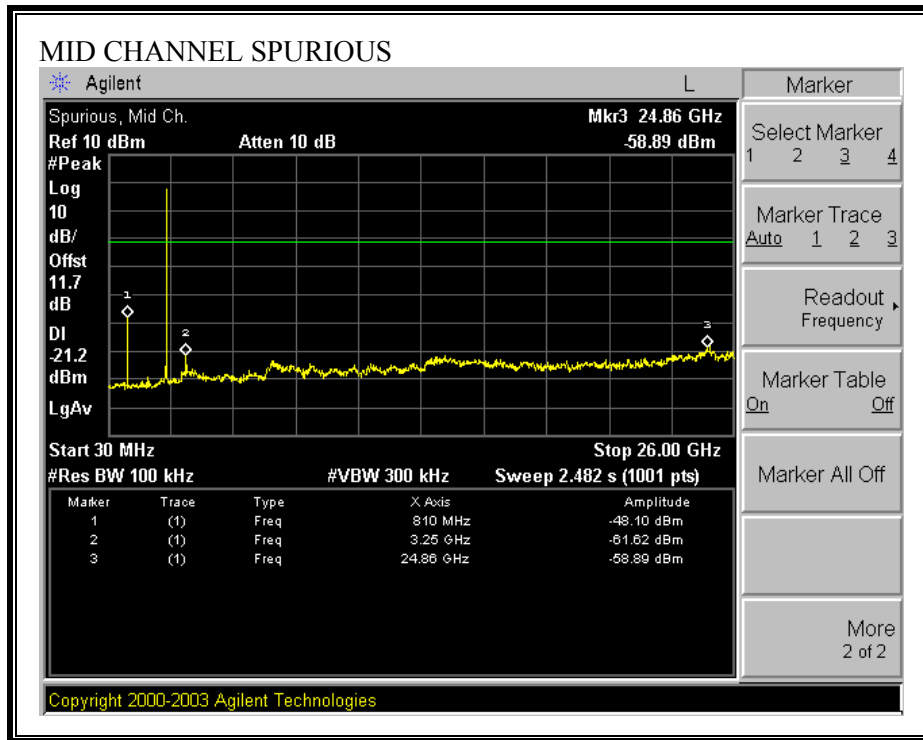 MID CHANNEL SPURIOUS
Agilent L
Marker
Spurious, Mid Ch. Mkr3 24.86 GHz
Ref 10 dBm Atten 10 dB -58.89 dBm
#Peak
Log
10
dB/
Offst
11.7
dB
DI
-21.2
dBm
LgAv
1
2
3
Start 30 MHz Stop 26.00 GHz
#Res BW 100 kHz #VBW 300 kHz Sweep 2.482 s (1001 pts)
Marker Trace Type X Axis Amplitude
1 (1) Freq 810 MHz -48.10 dBm
2 (1) Freq 3.25 GHz -61.62 dBm
3 (1) Freq 24.86 GHz -58.89 dBm
Select Marker
1 2 3 4
Marker Trace
Auto 1 2 3
Readout
Frequency
Marker Table
On Off
Marker All Off
More
2 of 2
Copyright 2000-2003 Agilent Technologies